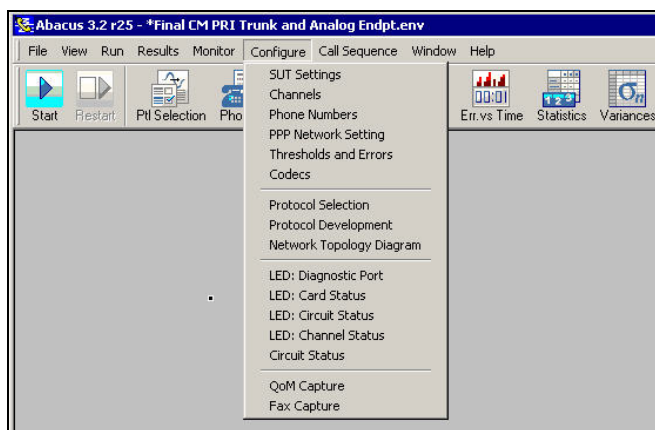 Abacus 3.2 r25 - *Final CM PRI Trunk and Analog Endpt.env
File View Run Results Monitor Configure Call Sequence Window Help
Start Restart Ptl Selection Pho Err.vs Time Statistics Variances
SUT Settings
Channels
Phone Numbers
PPP Network Setting
Thresholds and Errors
Codecs
Protocol Selection
Protocol Development
Network Topology Diagram
LED: Diagnostic Port
LED: Card Status
LED: Circuit Status
LED: Channel Status
Circuit Status
QoM Capture
Fax Capture